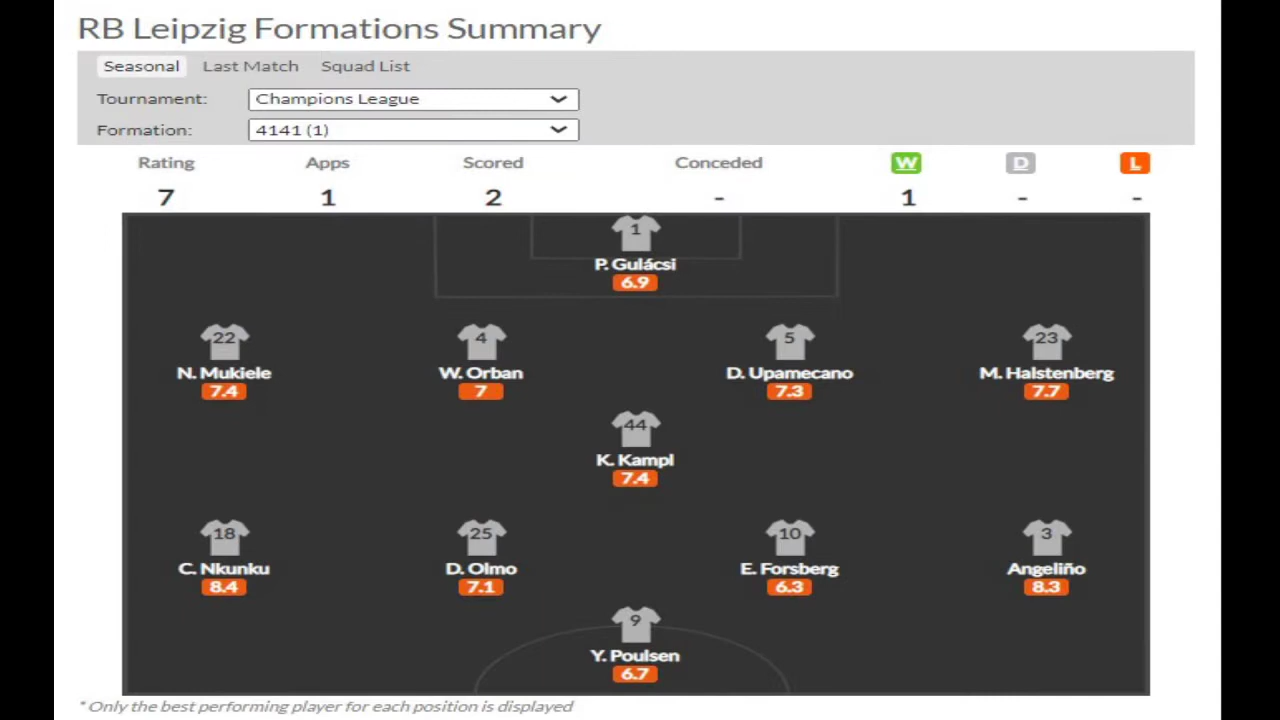 RB Leipzig Formations Summary
Seasonal Last Match Squad List
Tournament: Champions League
Formation: 4141 (1)
Rating Apps Scored Conceded W D L
7 1 2 - 1 - -
1
P. Gulácsi
6.9
22 4 5 23
N. Mukiele W. Orban D. Upamecano M. Halstenberg
7.4 7 7.3 7.7
44
K. Kampl
7.4
18 25 10 3
C. Nkunku D. Olmo E. Forsberg Angeliño
8.4 7.1 6.3 8.3
9
Y. Poulsen
6.7
* Only the best performing player for each position is displayed